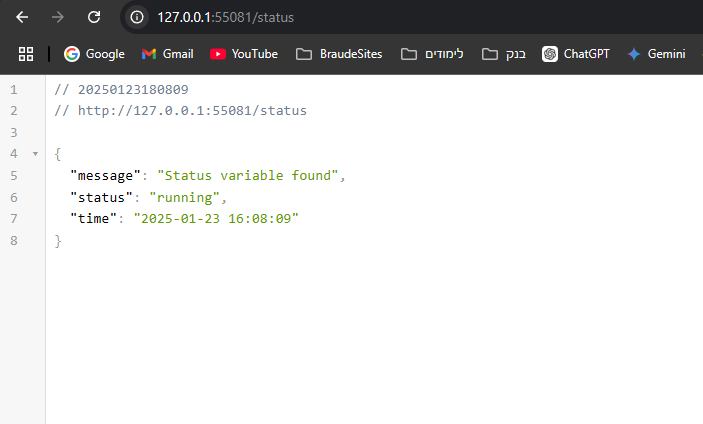 127.0.0.1:55081/status
Google Gmail YouTube BraudeSites לימודים בנק ChatGPT Gemini
1 // 20250123180809
2 // http://127.0.0.1:55081/status
3
4 {
5 "message": "Status variable found",
6 "status": "running",
7 "time": "2025-01-23 16:08:09"
8 }